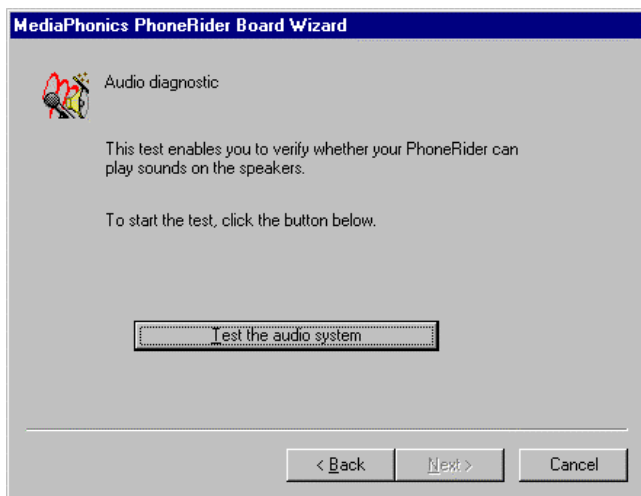 MediaPhonics PhoneRider Board Wizard
Audio diagnostic
This test enables you to verify whether your PhoneRider can
play sounds on the speakers.
To start the test, click the button below.
Test the audio system
< Back
Next >
Cancel